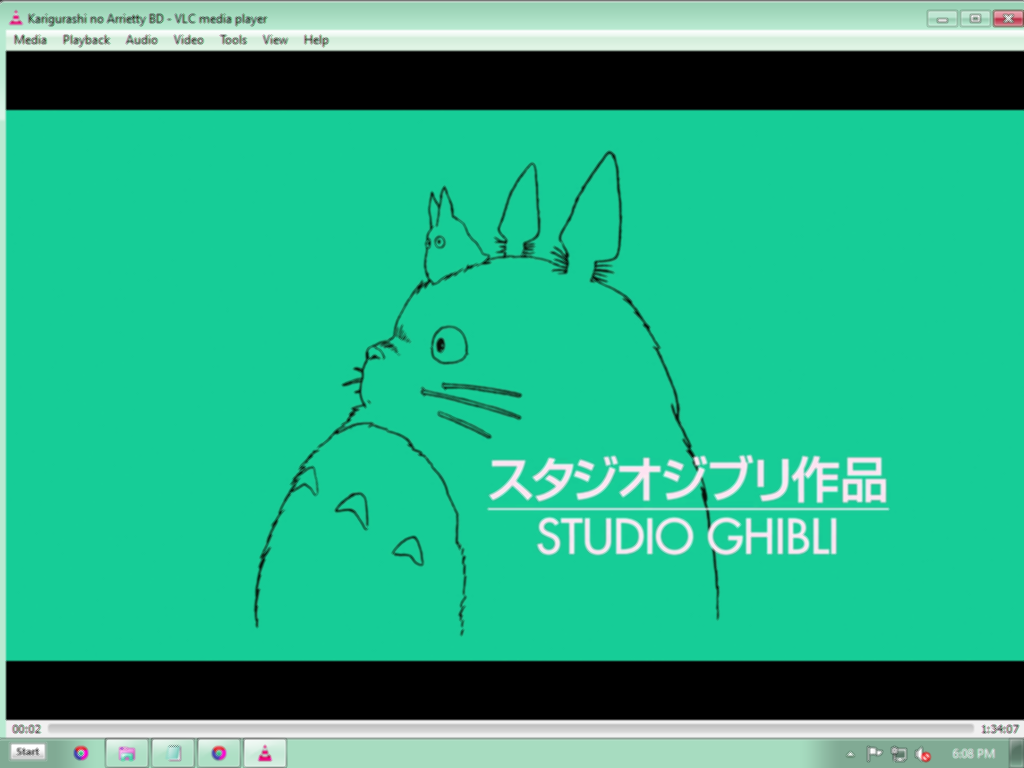 Karigurashi no Arrietty BD - VLC media player
Media Playback Audio Video Tools View Help
スタジオジブリ作品
STUDIO GHIBLI
00:02 1:34:07
Start 6:08 PM